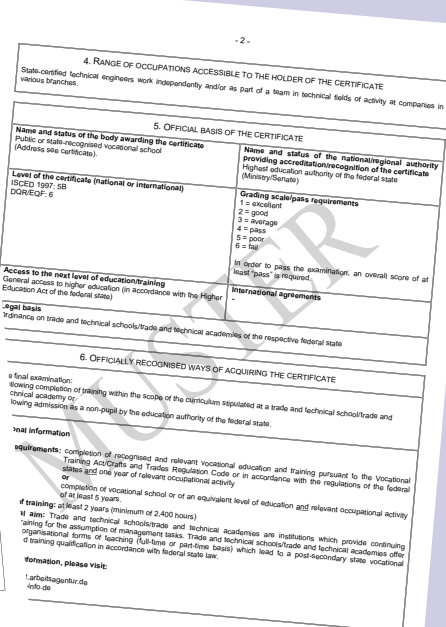 - 2 -
4. RANGE OF OCCUPATIONS ACCESSIBLE TO THE HOLDER OF THE CERTIFICATE
State-certified technical engineers work independently and/or as part of a team in technical fields of activity at companies in
various branches.
5. OFFICIAL BASIS OF THE CERTIFICATE
Name and status of the body awarding the certificate
Public or state-recognised vocational school
(Address see certificate).
Name and status of the national/regional authority
providing accreditation/recognition of the certificate
Highest education authority of the federal state
(Ministry/Senate)
Level of the certificate (national or international)
ISCED 1997: 5B
DQR/EQF: 6
Grading scale/pass requirements
1 = excellent
2 = good
3 = average
4 = pass
5 = poor
6 = fail
In order to pass the examination, an overall score of at
least "pass" is required.
Access to the next level of education/training
General access to higher education (in accordance with the Higher
Education Act of the federal state)
International agreements
-
Legal basis
Ordinance on trade and technical schools/trade and technical academies of the respective federal state
6. OFFICIALLY RECOGNISED WAYS OF ACQUIRING THE CERTIFICATE
e final examination:
llowing completion of training within the scope of the curriculum stipulated at a trade and technical school/trade and
chnical academy or
lowing admission as a non-pupil by the education authority of the federal state.
onal information
equirements: completion of recognised and relevant vocational education and training pursuant to the Vocational
Training Act/Crafts and Trades Regulation Code or in accordance with the regulations of the federal
states and one year of relevant occupational activity
or
completion of vocational school or of an equivalent level of education and relevant occupational activity
of at least 5 years.
f training: at least 2 years (minimum of 2,400 hours)
al aim: Trade and technical schools/trade and technical academies are institutions which provide continuing
raining for the assumption of management tasks. Trade and technical schools/trade and technical academies offer
organisational forms of teaching (full-time or part-time basis) which lead to a post-secondary state vocational
d training qualification in accordance with federal state law.
formation, please visit:
t.arbeitsagentur.de
info.de
MUSTER